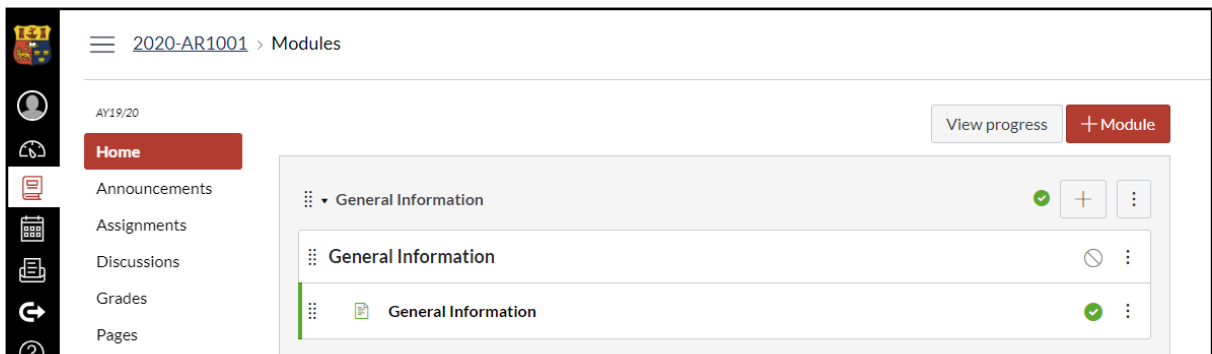 2020-AR1001 > Modules
AY19/20
View progress
+ Module
Home
Announcements
General Information
Assignments
General Information
Discussions
Grades
General Information
Pages